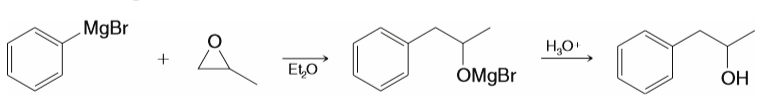 MgBr
+
O
Et₂O
OMgBr
H₃O⁺
OH